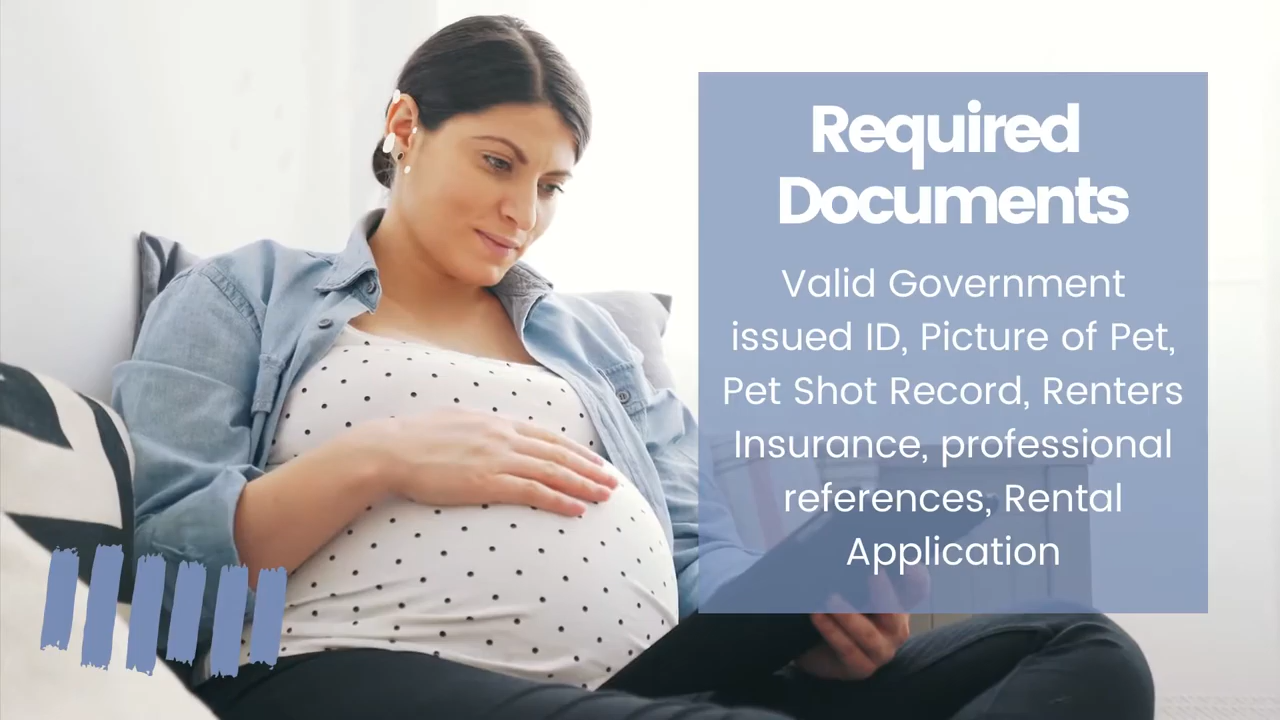 Required
Documents
Valid Government
issued ID, Picture of Pet,
Pet Shot Record, Renters
Insurance, professional
references, Rental
Application